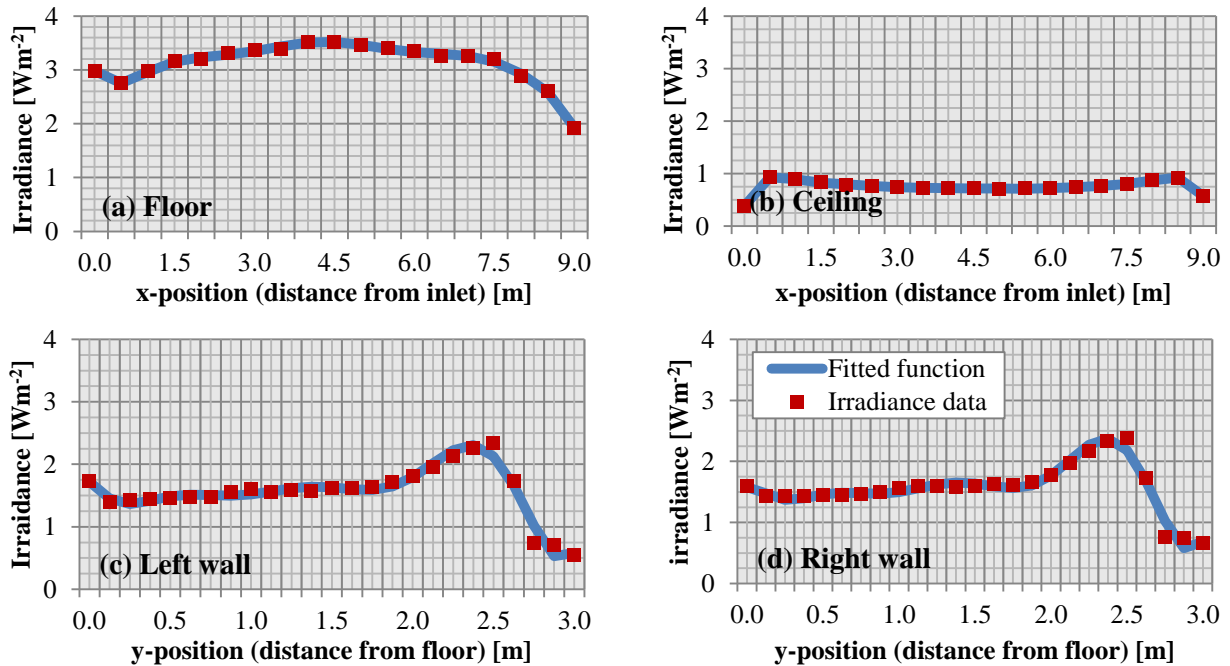 Irradiance [Wm-2]
4
3
2
1
0
(a) Floor
0.0 1.5 3.0 4.5 6.0 7.5 9.0
x-position (distance from inlet) [m]
Irradiance [Wm-2]
4
3
2
1
0
(b) Ceiling
0.0 1.5 3.0 4.5 6.0 7.5 9.0
x-position (distance from inlet) [m]
Irraidance [Wm-2]
4
3
2
1
0
(c) Left wall
0.0 0.5 1.0 1.5 2.0 2.5 3.0
y-position (distance from floor) [m]
irradiance [Wm-2]
4
3
2
1
0
Fitted function
Irradiance data
(d) Right wall
0.0 0.5 1.0 1.5 2.0 2.5 3.0
y-position (distance from floor) [m]